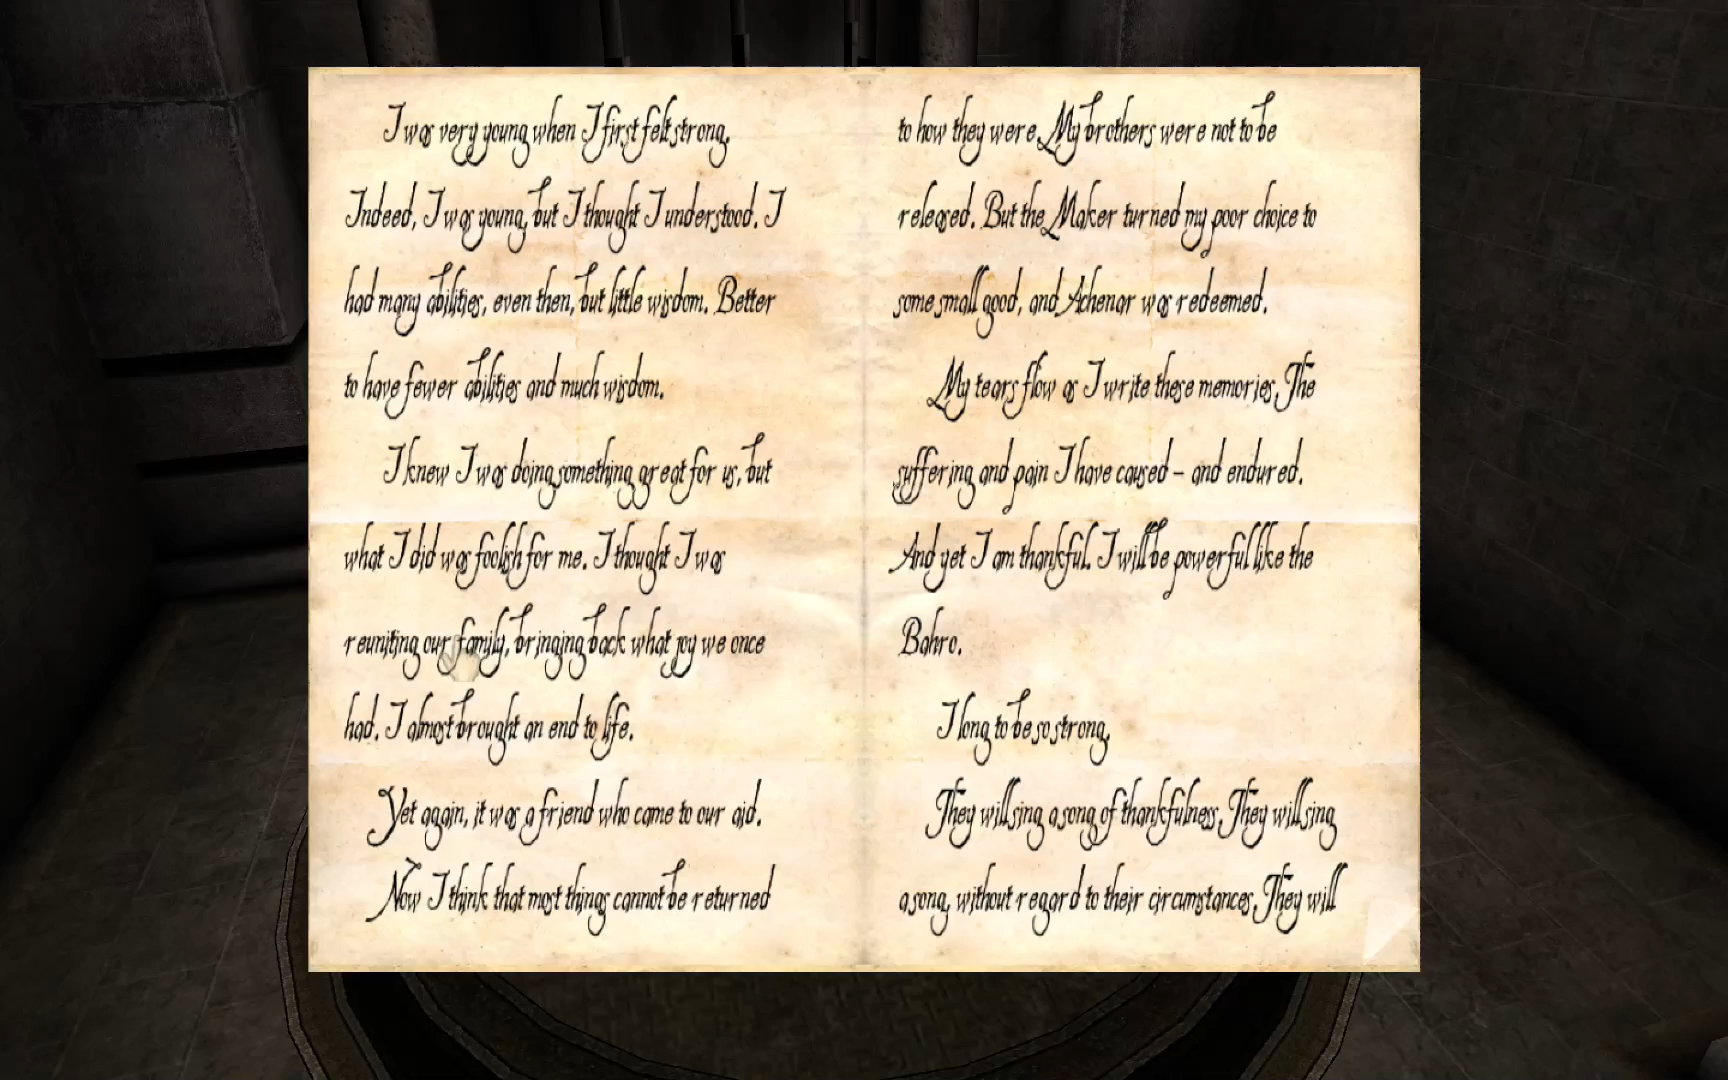 I was very young when I first felt strong.
Indeed, I was young, but I thought I understood. I
had many abilities, even then, but little wisdom. Better
to have fewer abilities and much wisdom.
I knew I was doing something great for us, but
what I did was foolish for me. I thought I was
reuniting our family, bringing back what joy we once
had. I almost brought an end to life.
Yet again, it was a friend who came to our aid.
Now I think that most things cannot be returned
to how they were. My brothers were not to be
released. But the Maker turned my poor choice to
some small good, and Achenar was redeemed.
My tears flow as I write these memories. The
suffering and pain I have caused – and endured.
And yet I am thankful. I will be powerful like the
Bahro.
I long to be so strong.
They will sing a song of thankfulness. They will sing
a song, without regard to their circumstances. They will